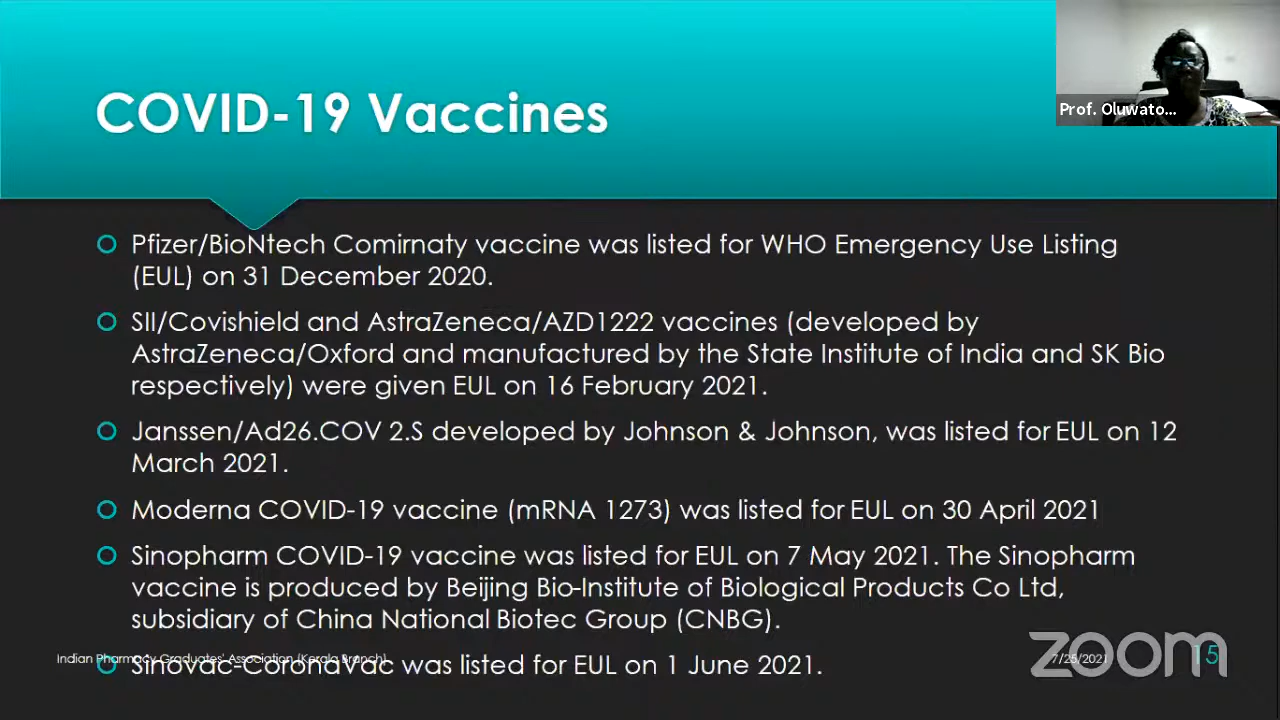 COVID-19 Vaccines
Prof. Oluwato...
Pfizer/BioNtech Comirnaty vaccine was listed for WHO Emergency Use Listing
(EUL) on 31 December 2020.
SII/Covishield and AstraZeneca/AZD1222 vaccines (developed by
AstraZeneca/Oxford and manufactured by the State Institute of India and SK Bio
respectively) were given EUL on 16 February 2021.
Janssen/Ad26.COV 2.S developed by Johnson & Johnson, was listed for EUL on 12
March 2021.
Moderna COVID-19 vaccine (mRNA 1273) was listed for EUL on 30 April 2021
Sinopharm COVID-19 vaccine was listed for EUL on 7 May 2021. The Sinopharm
vaccine is produced by Beijing Bio-Institute of Biological Products Co Ltd,
subsidiary of China National Biotec Group (CNBG).
Sinovac-CoronaVac was listed for EUL on 1 June 2021.
Indian Pharmacy Graduates' Association (Kerala Branch)
7/25/2021
15
zoom